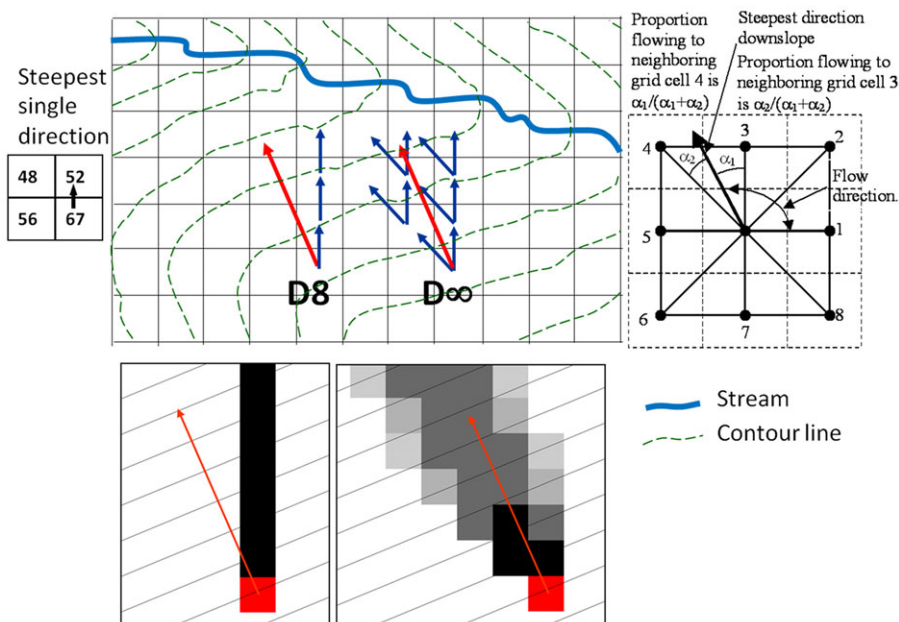 Steepest
single
direction
48 52
56 67
D8
D∞
Proportion
flowing to
neighboring
grid cell 4 is
α₁/(α₁+α₂)
Steepest direction
downslope
Proportion flowing to
neighboring grid cell 3
is α₂/(α₁+α₂)
4
3
2
α₂
α₁
Flow
direction.
5
1
6
7
8
Stream
Contour line